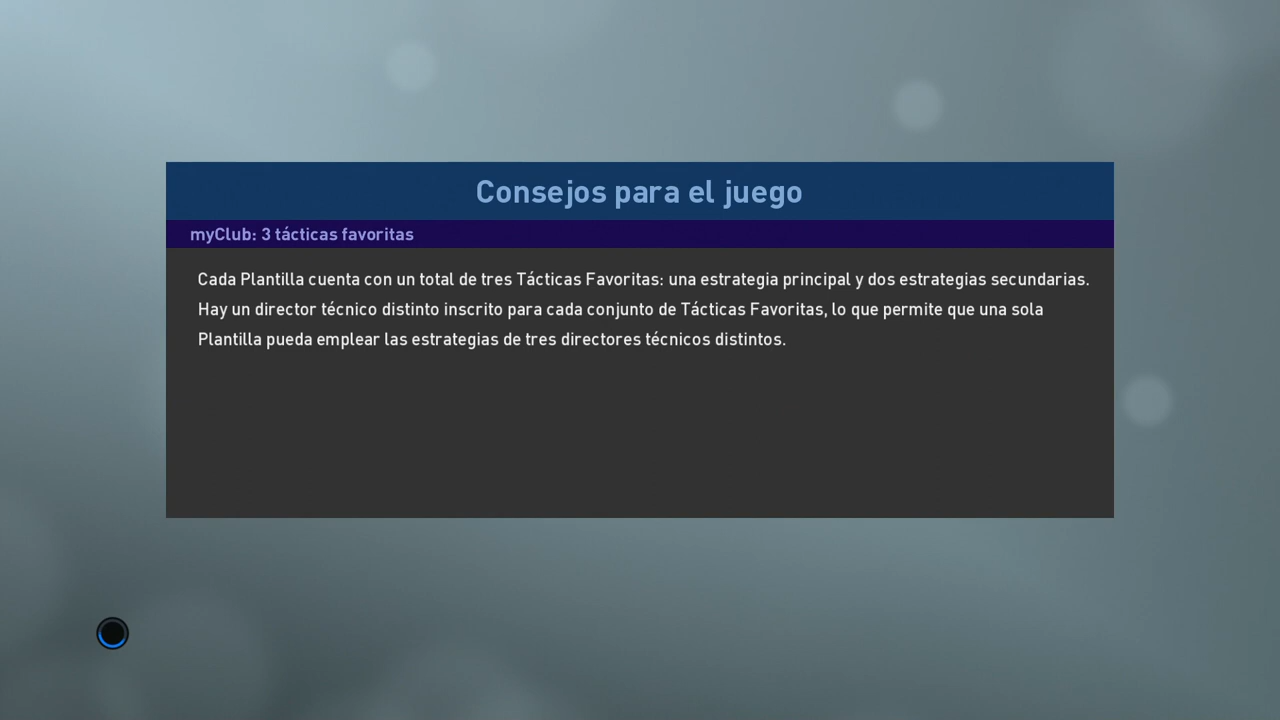 Consejos para el juego
myClub: 3 tácticas favoritas
Cada Plantilla cuenta con un total de tres Tácticas Favoritas: una estrategia principal y dos estrategias secundarias.
Hay un director técnico distinto inscrito para cada conjunto de Tácticas Favoritas, lo que permite que una sola
Plantilla pueda emplear las estrategias de tres directores técnicos distintos.